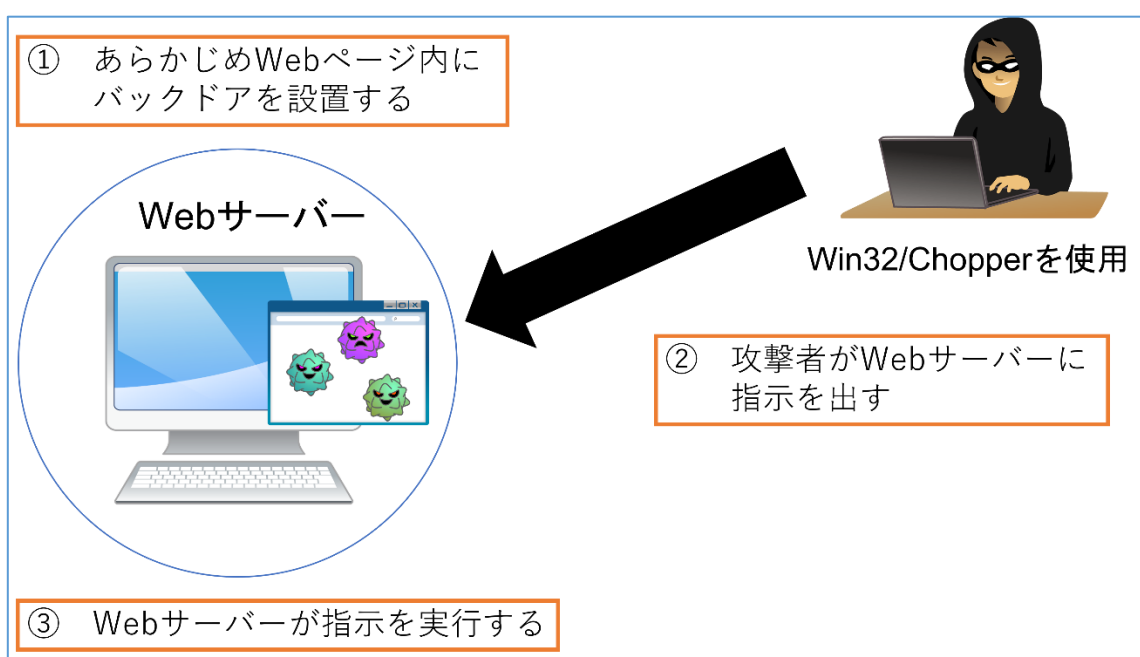 ① あらかじめWebページ内に
バックドアを設置する
Webサーバー
Win32/Chopperを使用
② 攻撃者がWebサーバーに
指示を出す
③ Webサーバーが指示を実行する